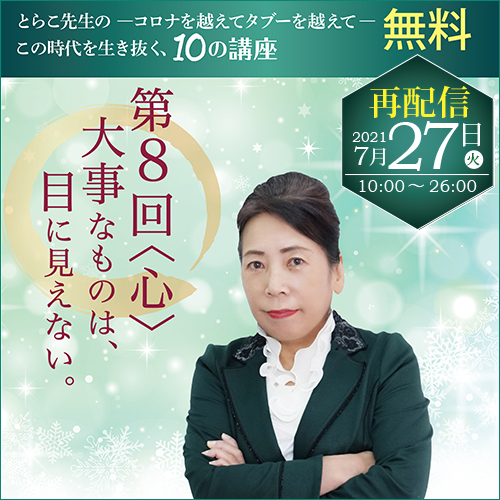 とらこ先生の ―コロナを越えてタブーを越えて―
この時代を生き抜く、10の講座
無料
再配信
2021
7月27日火
10:00～26:00
第8回〈心〉
大事なものは、
目に見えない。